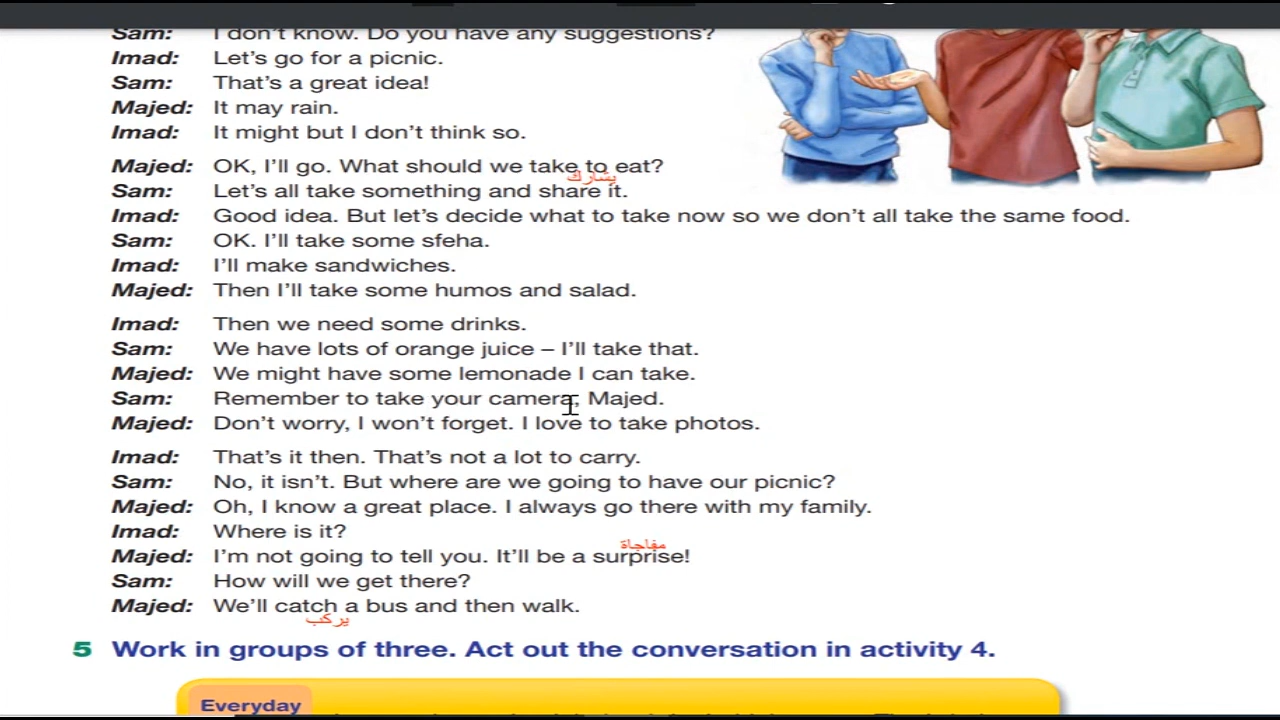 Sam: I don't know. Do you have any suggestions?
Imad: Let's go for a picnic.
Sam: That's a great idea!
Majed: It may rain.
Imad: It might but I don't think so.
Majed: OK, I'll go. What should we take to eat?
يشارك
Sam: Let's all take something and share it.
Imad: Good idea. But let's decide what to take now so we don't all take the same food.
Sam: OK. I'll take some sfeha.
Imad: I'll make sandwiches.
Majed: Then I'll take some humos and salad.
Imad: Then we need some drinks.
Sam: We have lots of orange juice – I'll take that.
Majed: We might have some lemonade I can take.
Sam: Remember to take your camera, Majed.
Majed: Don't worry, I won't forget. I love to take photos.
Imad: That's it then. That's not a lot to carry.
Sam: No, it isn't. But where are we going to have our picnic?
Majed: Oh, I know a great place. I always go there with my family.
Imad: Where is it?
مفاجاة
Majed: I'm not going to tell you. It'll be a surprise!
Sam: How will we get there?
Majed: We'll catch a bus and then walk.
يركب
5 Work in groups of three. Act out the conversation in activity 4.
Everyday